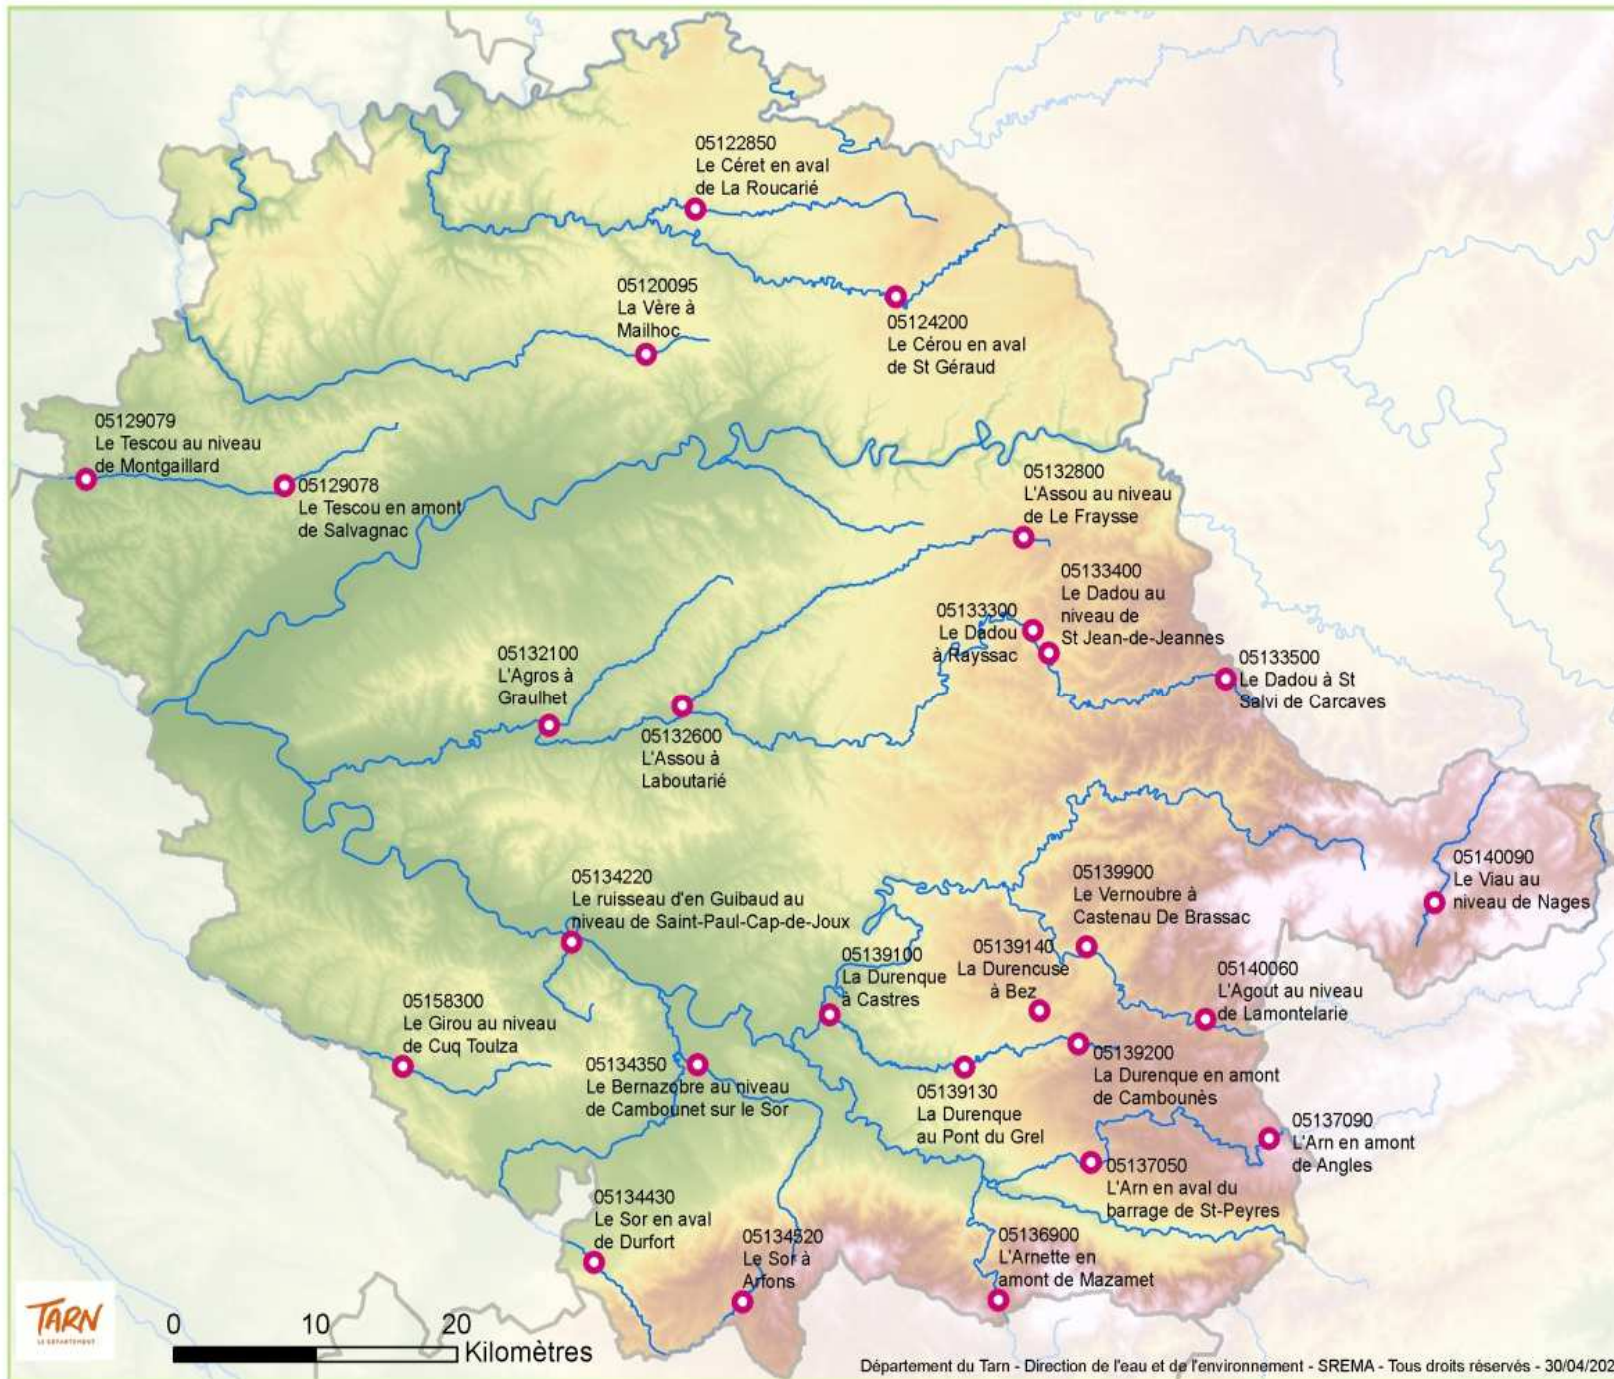 05122850
Le Céret en aval
de La Roucarié
05120095
La Vère à
Mailhoc
05124200
Le Cérou en aval
de St Géraud
05129079
Le Tescou au niveau
de Montgaillard
05129078
Le Tescou en amont
de Salvagnac
05132800
L'Assou au niveau
de Le Fraysse
05133400
Le Dadou au
niveau de
St Jean-de-Jeannes
05133300
Le Dadou
à Rayssac
05133500
Le Dadou à St
Salvi de Carcaves
05132100
L'Agros à
Graulhet
05132600
L'Assou à
Laboutarié
05140090
Le Viau au
niveau de Nages
05134220
Le ruisseau d'en Guibaud au
niveau de Saint-Paul-Cap-de-Joux
05139900
Le Vernoubre à
Castenau De Brassac
05139100
La Durenque
à Castres
05139140
La Durencuse
à Bez
05140060
L'Agout au niveau
de Lamontelarie
05158300
Le Girou au niveau
de Cuq Toulza
05134350
Le Bernazobre au niveau
de Cambounet sur le Sor
05139200
La Durenque en amont
de Cambounès
05139130
La Durenque
au Pont du Grel
05137090
L'Arn en amont
de Angles
05137050
L'Arn en aval du
barrage de St-Peyres
05134430
Le Sor en aval
de Durfort
05134520
Le Sor à
Arfons
05136900
L'Arnette en
amont de Mazamet
TARN
LE DÉPARTEMENT
0 10 20
Kilomètres
Département du Tarn - Direction de l'eau et de l'environnement - SREMA - Tous droits réservés - 30/04/202